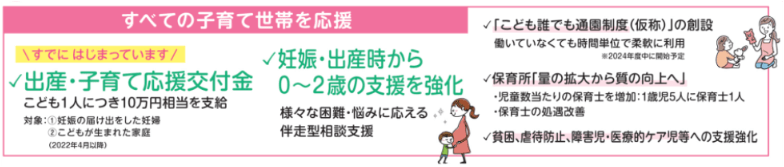 すべての子育て世帯を応援
\すでに はじまっています/
✓出産・子育て応援交付金
こども1人につき10万円相当を支給
対象：①妊娠の届け出をした妊婦
②こどもが生まれた家庭
(2022年4月以降)
✓妊娠・出産時から
0～2歳の支援を強化
様々な困難・悩みに応える
伴走型相談支援
✓「こども誰でも通園制度（仮称）」の創設
働いていなくても時間単位で柔軟に利用
※2024年度中に開始予定
✓保育所「量の拡大から質の向上へ」
・児童数当たりの保育士を増加：1歳児5人に保育士1人
・保育士の処遇改善
✓貧困、虐待防止、障害児・医療的ケア児等への支援強化